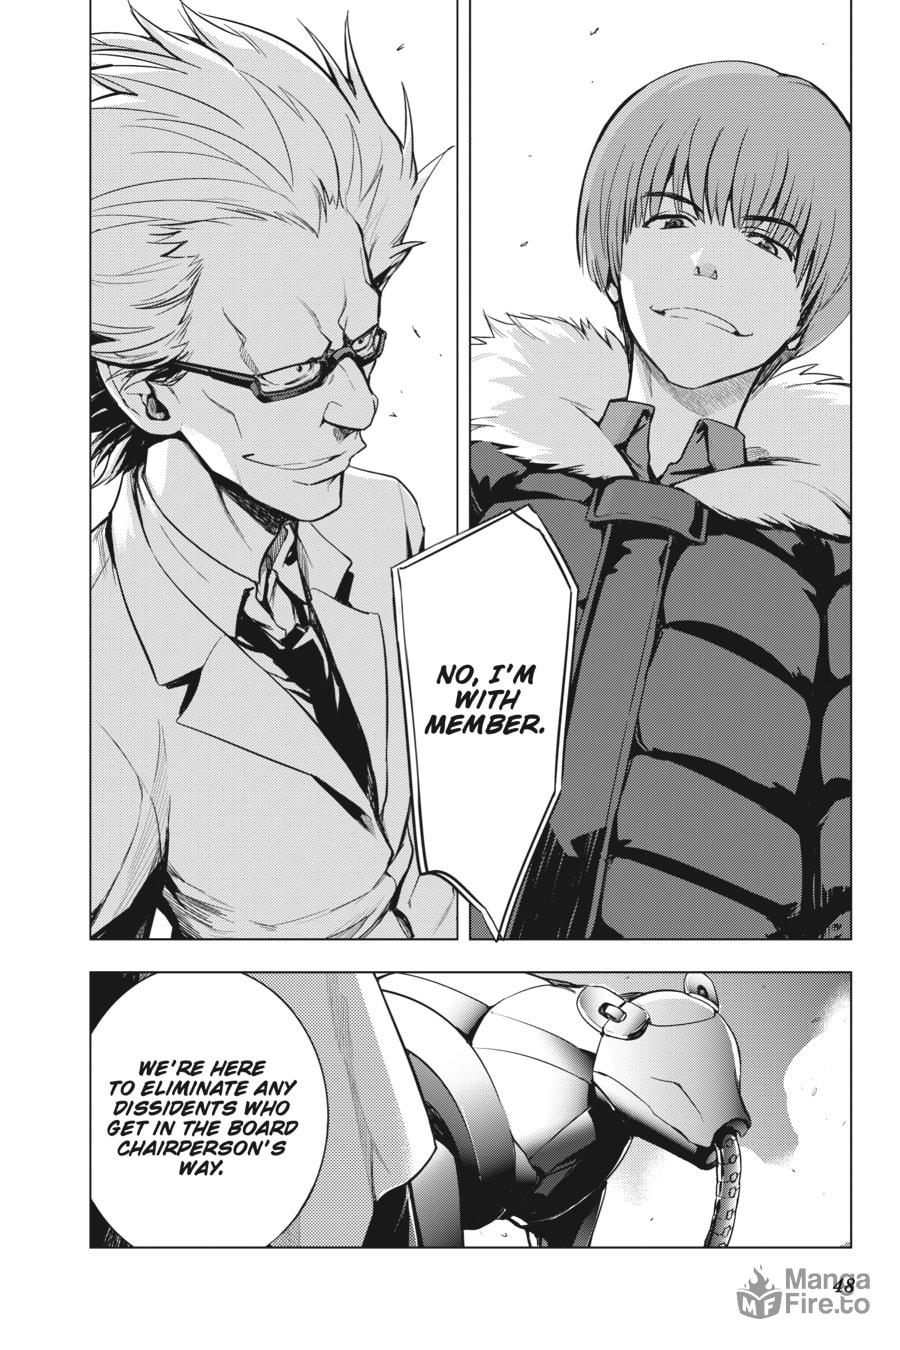 NO, I'M
WITH
MEMBER.
WE'RE HERE
TO ELIMINATE ANY
DISSIDENTS WHO
GET IN THE BOARD
CHAIRPERSON'S
WAY.
48
MF
Manga
Fire.to